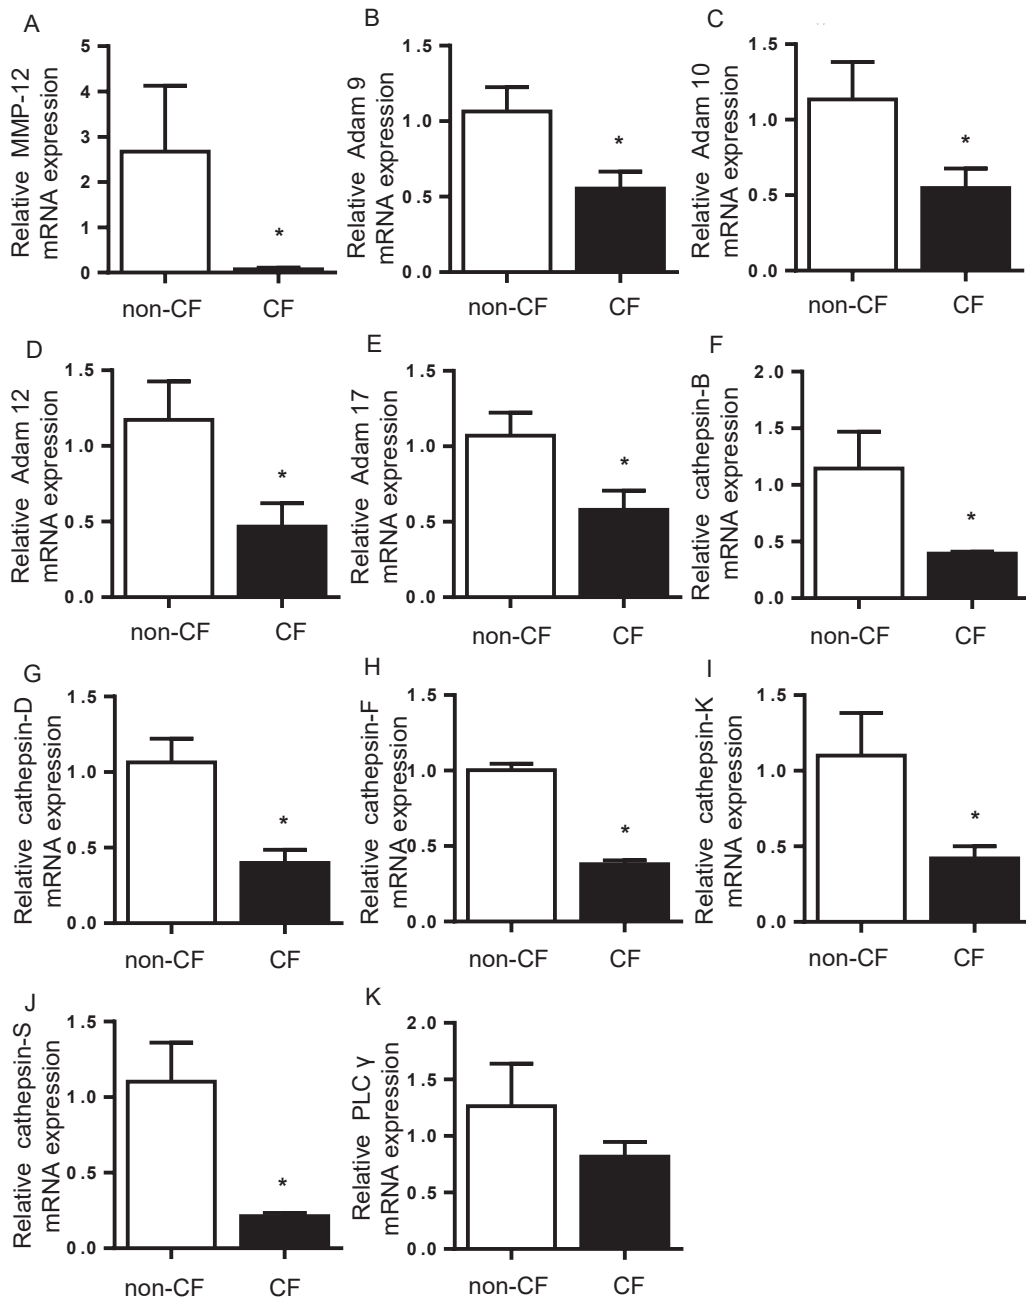 A
Relative MMP-12
mRNA expression
5
4
3
2
1
0
*
non-CF CF
B
Relative Adam 9
mRNA expression
1.5
1.0
0.5
0.0
*
non-CF CF
C
Relative Adam 10
mRNA expression
1.5
1.0
0.5
0.0
*
non-CF CF
D
Relative Adam 12
mRNA expression
1.5
1.0
0.5
0.0
*
non-CF CF
E
Relative Adam 17
mRNA expression
1.5
1.0
0.5
0.0
*
non-CF CF
F
Relative cathepsin-B
mRNA expression
2.0
1.5
1.0
0.5
0.0
*
non-CF CF
G
Relative cathepsin-D
mRNA expression
1.5
1.0
0.5
0.0
*
non-CF CF
H
Relative cathepsin-F
mRNA expression
1.5
1.0
0.5
0.0
*
non-CF CF
I
Relative cathepsin-K
mRNA expression
1.5
1.0
0.5
0.0
*
non-CF CF
J
Relative cathepsin-S
mRNA expression
1.5
1.0
0.5
0.0
*
non-CF CF
K
Relative PLC γ
mRNA expression
2.0
1.5
1.0
0.5
0.0
non-CF CF